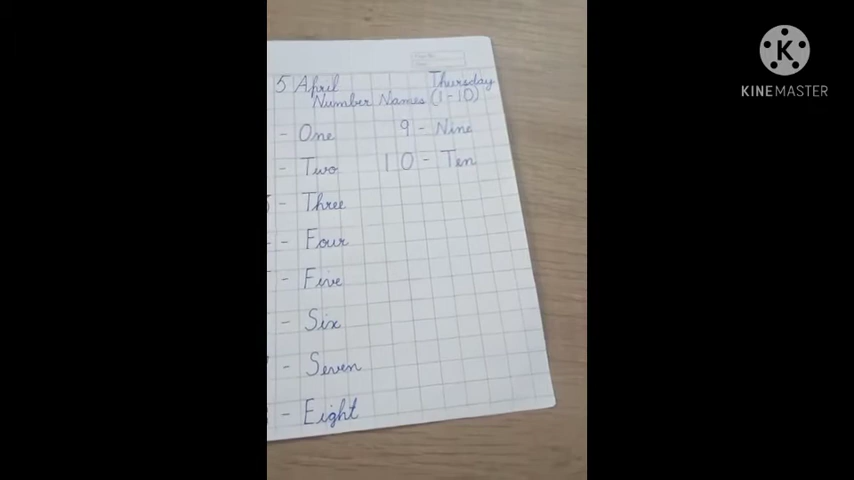 5 April Thursday
Number Names (1-10)
- One 9 - Nine
- Two 10 - Ten
- Three
- Four
- Five
- Six
- Seven
- Eight
K
KINEMASTER